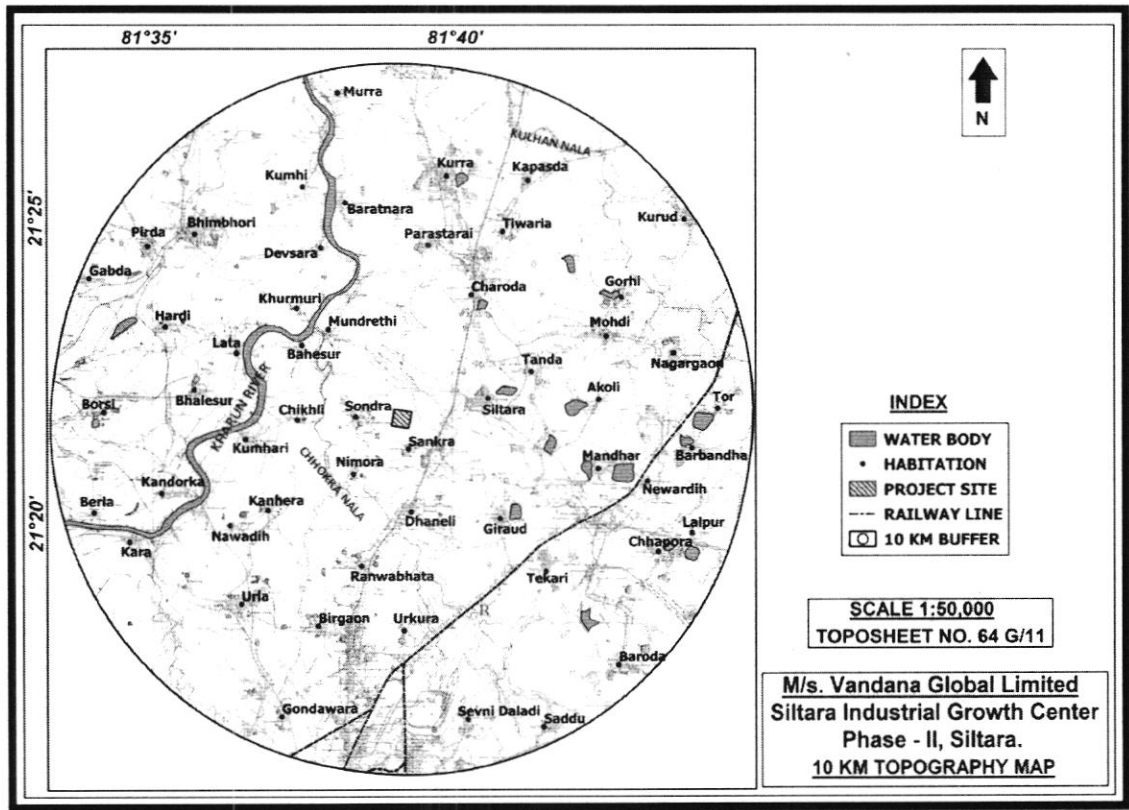 81°35'
81°40'
N
21°25'
21°20'
Murra
KULHAN NALA
Kurra
Kapasda
Kumhi
Baratnara
Kurud
Bhimbhori
Pirda
Tiwaria
Parastarai
Devsara
Gabda
Charoda
Gorhi
Khurmuri
Hardi
Mundrethi
Mohdi
Lata
Bahesur
Nagargaon
Tanda
Bhalesur
KHARUN RIVER
Akoli
Tor
Borsi
Chikhli
Sondra
Siltara
Kumhari
Sankra
Barbandha
CHHOKRA NALA
Nimora
Mandhar
Kandorka
Newardih
Berla
Kanhera
Nawadih
Dhaneli
Giraud
Lalpur
Kara
Chhapora
Ranwabhata
Tekari
Urla
R
Birgaon
Urkura
Baroda
Gondawara
Sevni Daladi
Saddu
INDEX
WATER BODY
HABITATION
PROJECT SITE
RAILWAY LINE
10 KM BUFFER
SCALE 1:50,000
TOPOSHEET NO. 64 G/11
M/s. Vandana Global Limited
Siltara Industrial Growth Center
Phase - II, Siltara.
10 KM TOPOGRAPHY MAP